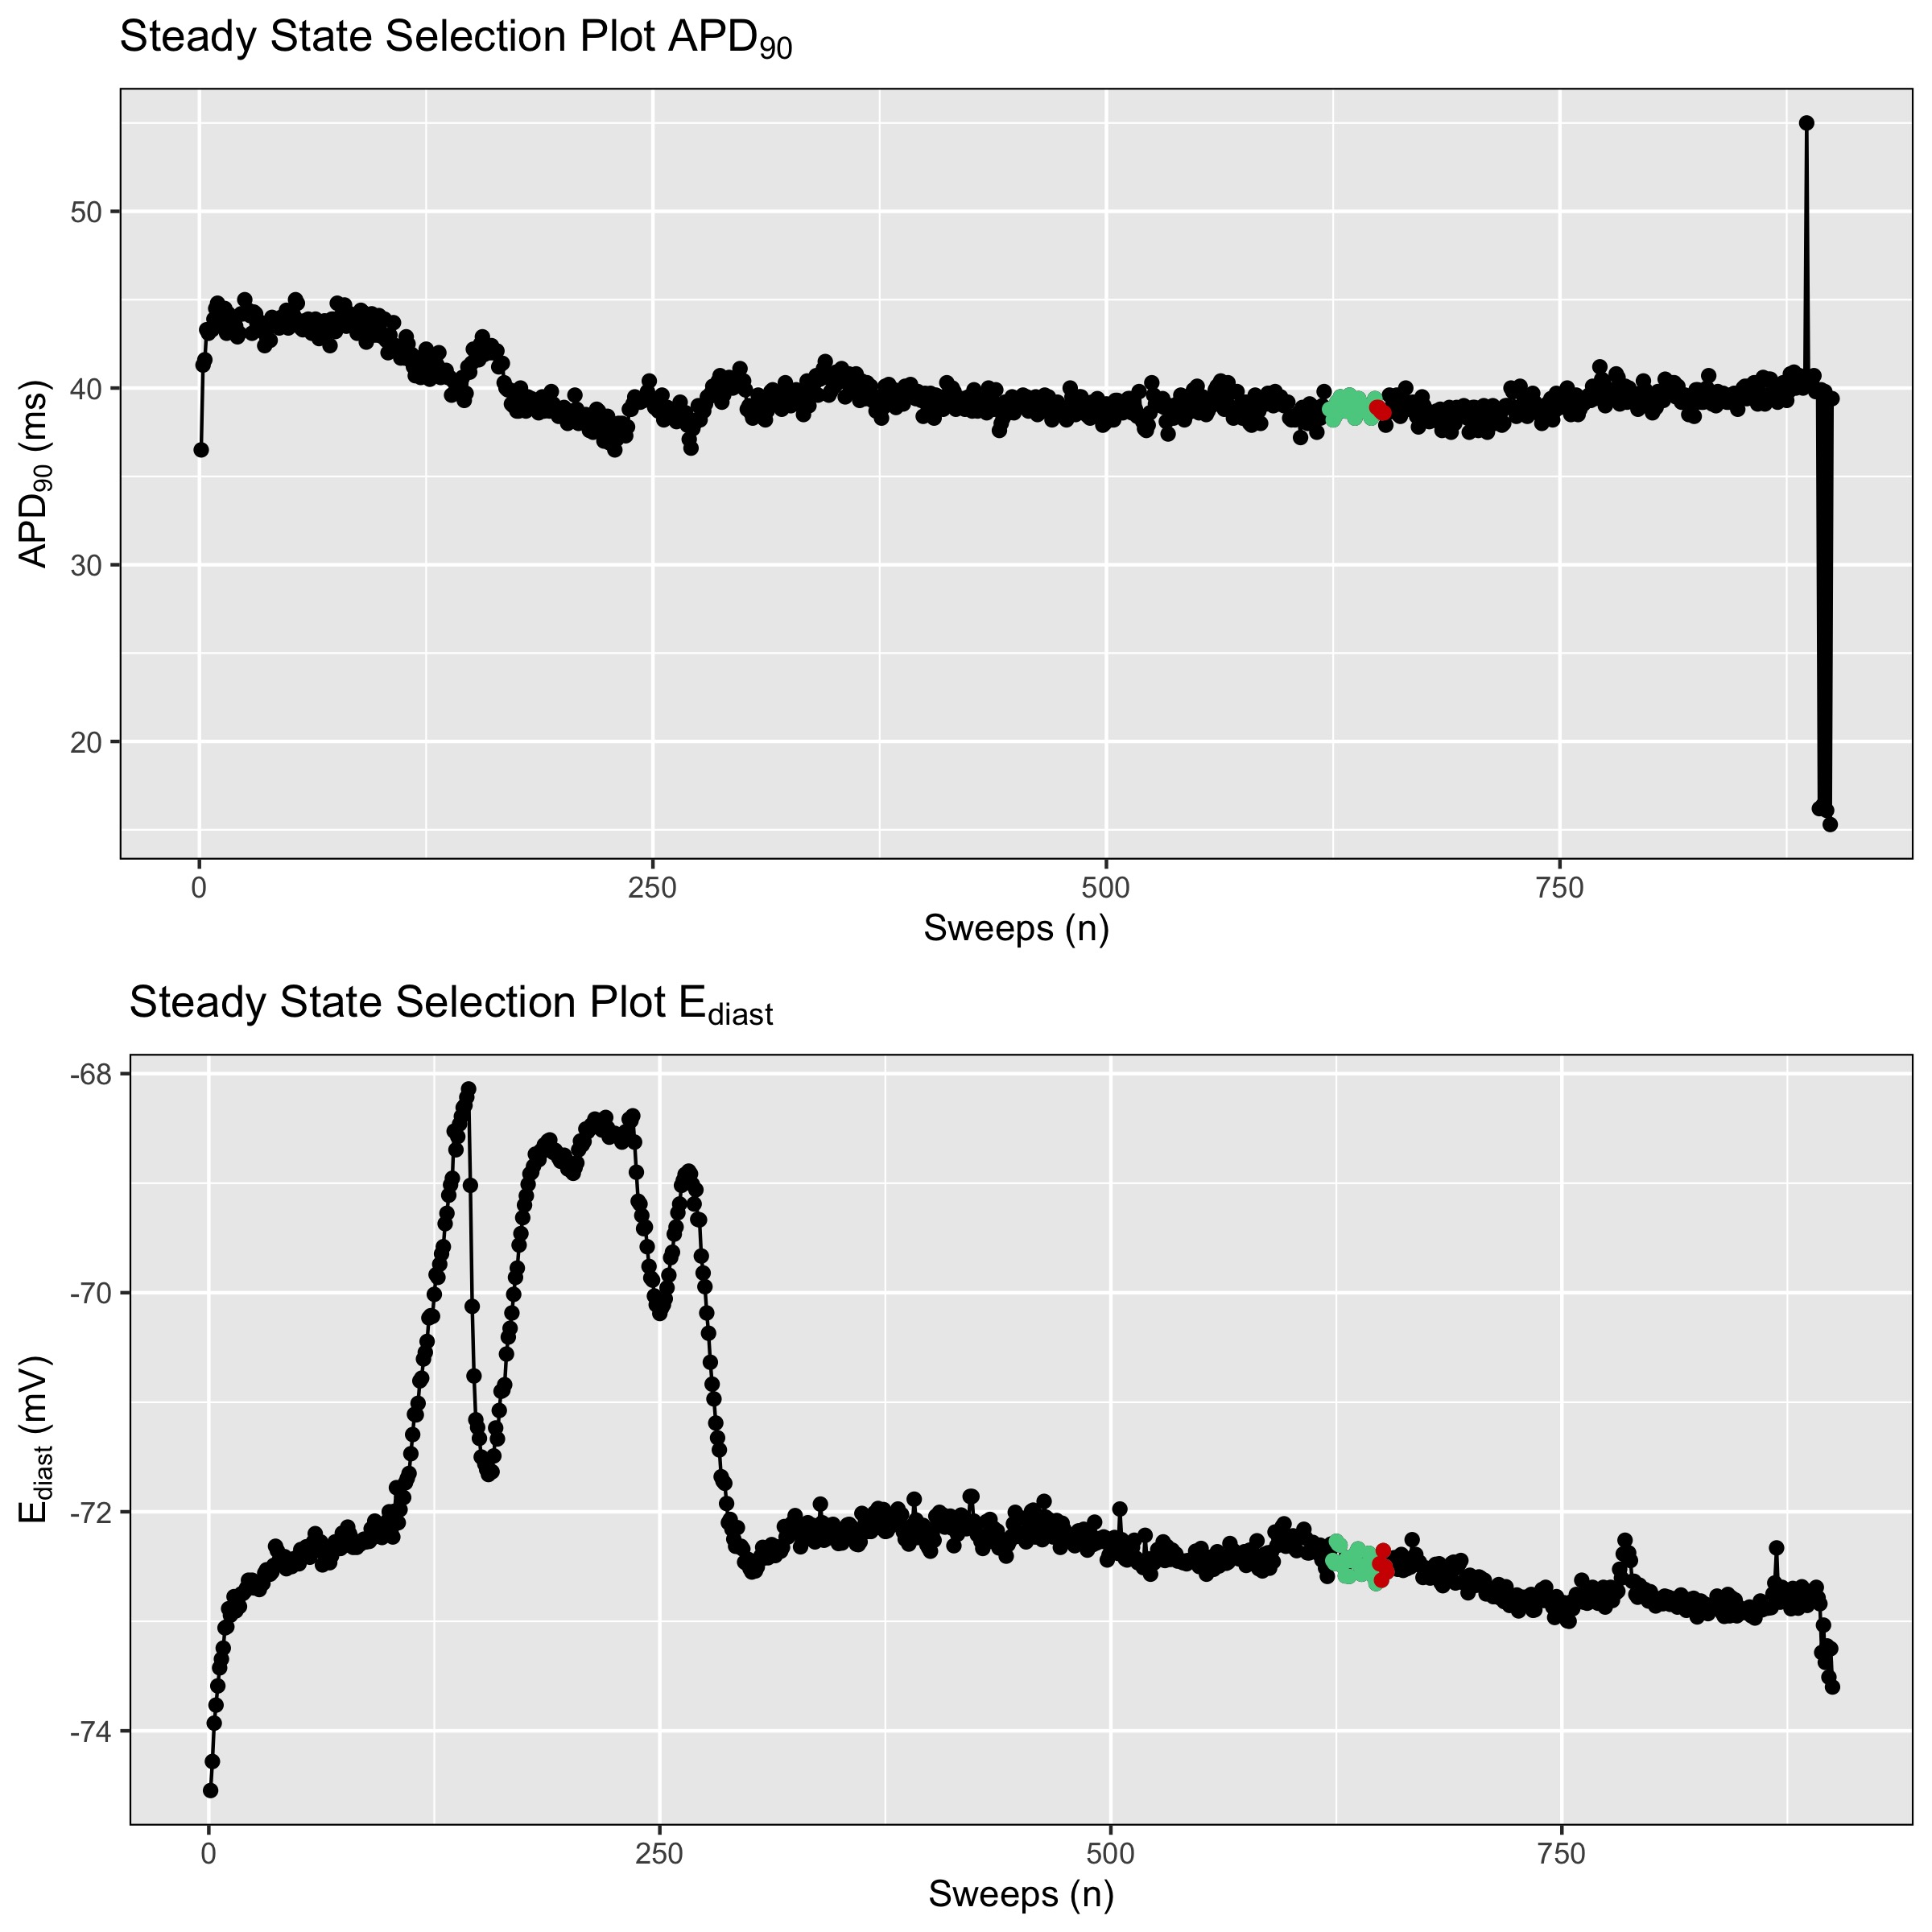 Steady State Selection Plot APD90
50
40
30
20
APD90 (ms)
0 250 500 750
Sweeps (n)
Steady State Selection Plot Ediast
-68
-70
-72
-74
Ediast (mV)
0 250 500 750
Sweeps (n)